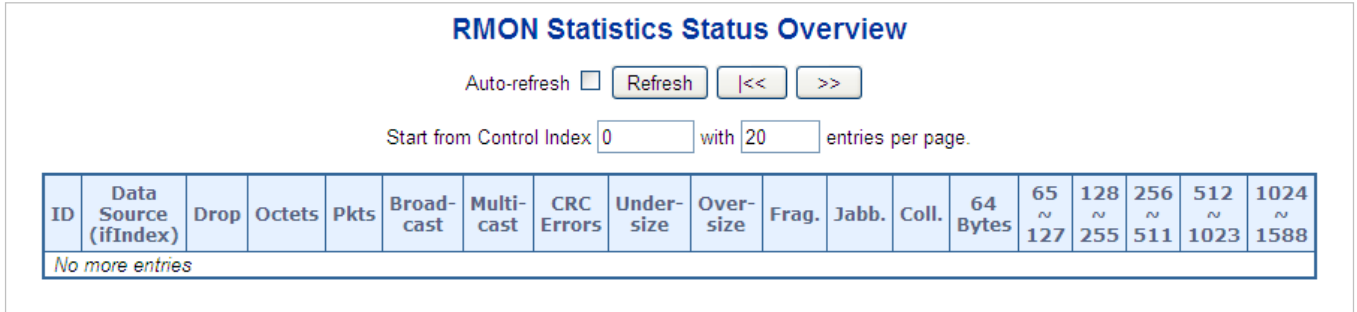 RMON Statistics Status Overview
Auto-refresh Refresh |<< >>
Start from Control Index 0 with 20 entries per page.
ID Data Source (ifIndex) Drop Octets Pkts Broad-cast Multi-cast CRC Errors Under-size Over-size Frag. Jabb. Coll. 64 Bytes 65 ~ 127 128 ~ 255 256 ~ 511 512 ~ 1023 1024 ~ 1588
No more entries